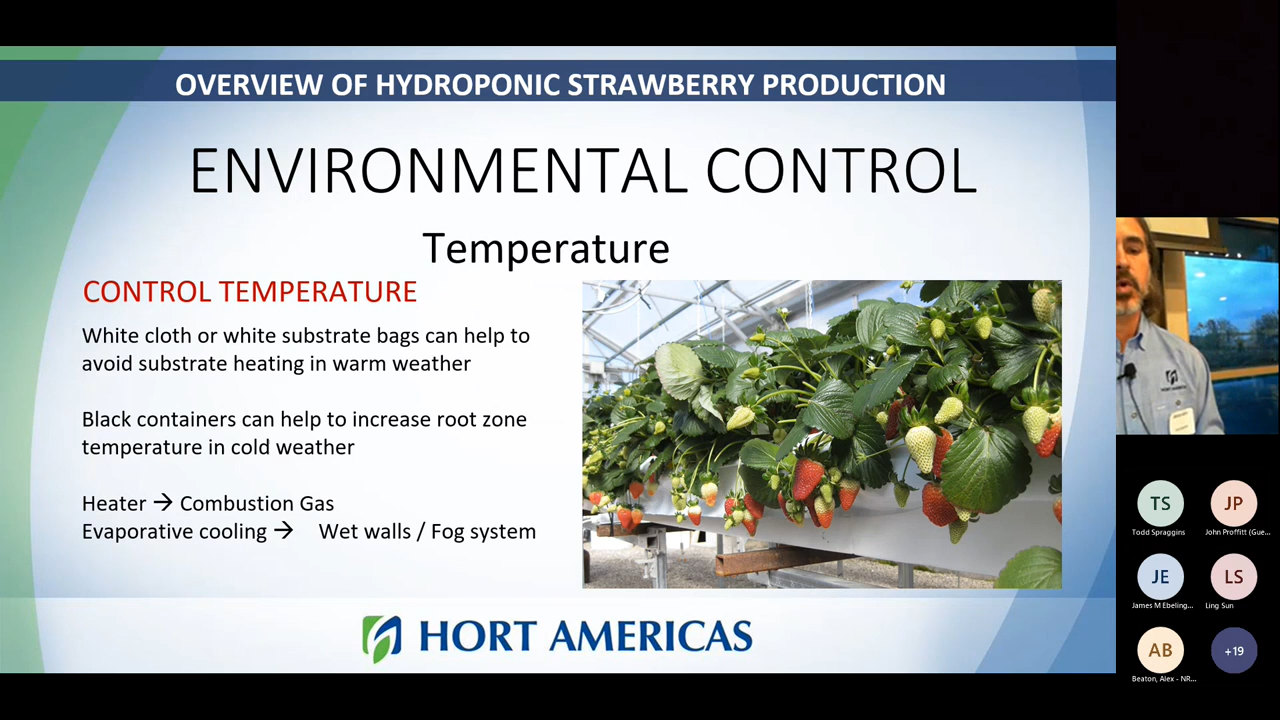 OVERVIEW OF HYDROPONIC STRAWBERRY PRODUCTION
ENVIRONMENTAL CONTROL
Temperature
CONTROL TEMPERATURE
White cloth or white substrate bags can help to
avoid substrate heating in warm weather
Black containers can help to increase root zone
temperature in cold weather
Heater → Combustion Gas
Evaporative cooling → Wet walls / Fog system
HORT AMERICAS
HORT AMERICAS
TS
JP
Todd Spraggins
John Proffitt (Gue...
JE
LS
James M Ebeling...
Ling Sun
AB
+19
Beaton, Alex - NR...